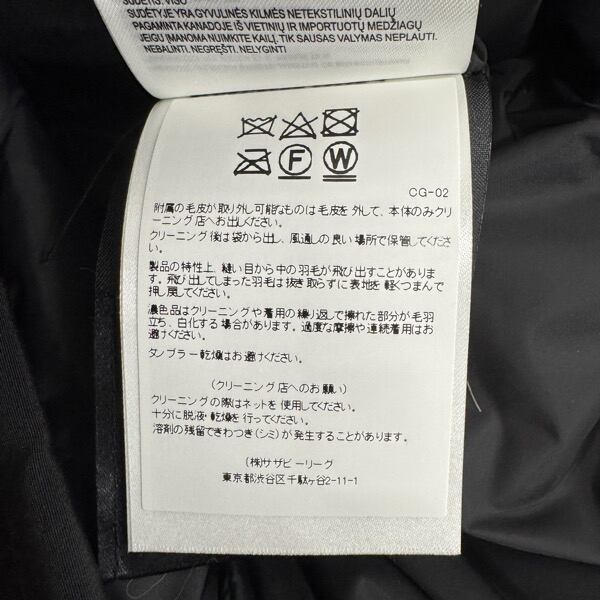 SUDĖTYJE YRA GYVULINĖS KILMĖS NETEKSTILINIŲ DALIŲ
PAGAMINTA KANADOJE IŠ VIETINIŲ IR IMPORTUOTŲ MEDŽIAGŲ
JEIGU ĮMANOMA NUIMKITE KAILĮ. TIK SAUSAS VALYMAS NEPLAUTI.
NEBALINTI. NEGRĘŠTI. NELYGINTI
F
W
CG-02
附属の毛皮が取り外し可能なものは毛皮を外して、本体のみクリ
ーニング店へお出しください。
クリーニング後は袋から出し、風通しの良い場所で保管してくださ
い。
製品の特性上、縫い目から中の羽毛が飛び出すことがありま
す。飛び出してしまった羽毛は抜き取らずに表地を軽くつまんで
押し戻してください。
濃色品はクリーニングや着用の繰り返しで擦れた部分が毛羽
立ち、白化する場合があります。過度な摩擦や連続着用はお
避けください。
タンブラー乾燥はお避けください。
(クリーニング店へのお願い)
クリーニングの際はネットを使用してください。
十分に脱液・乾燥を行ってください。
溶剤の残留できわつき(シミ)が発生することがあります。
(株)サザビーリーグ
東京都渋谷区千駄ヶ谷2-11-1